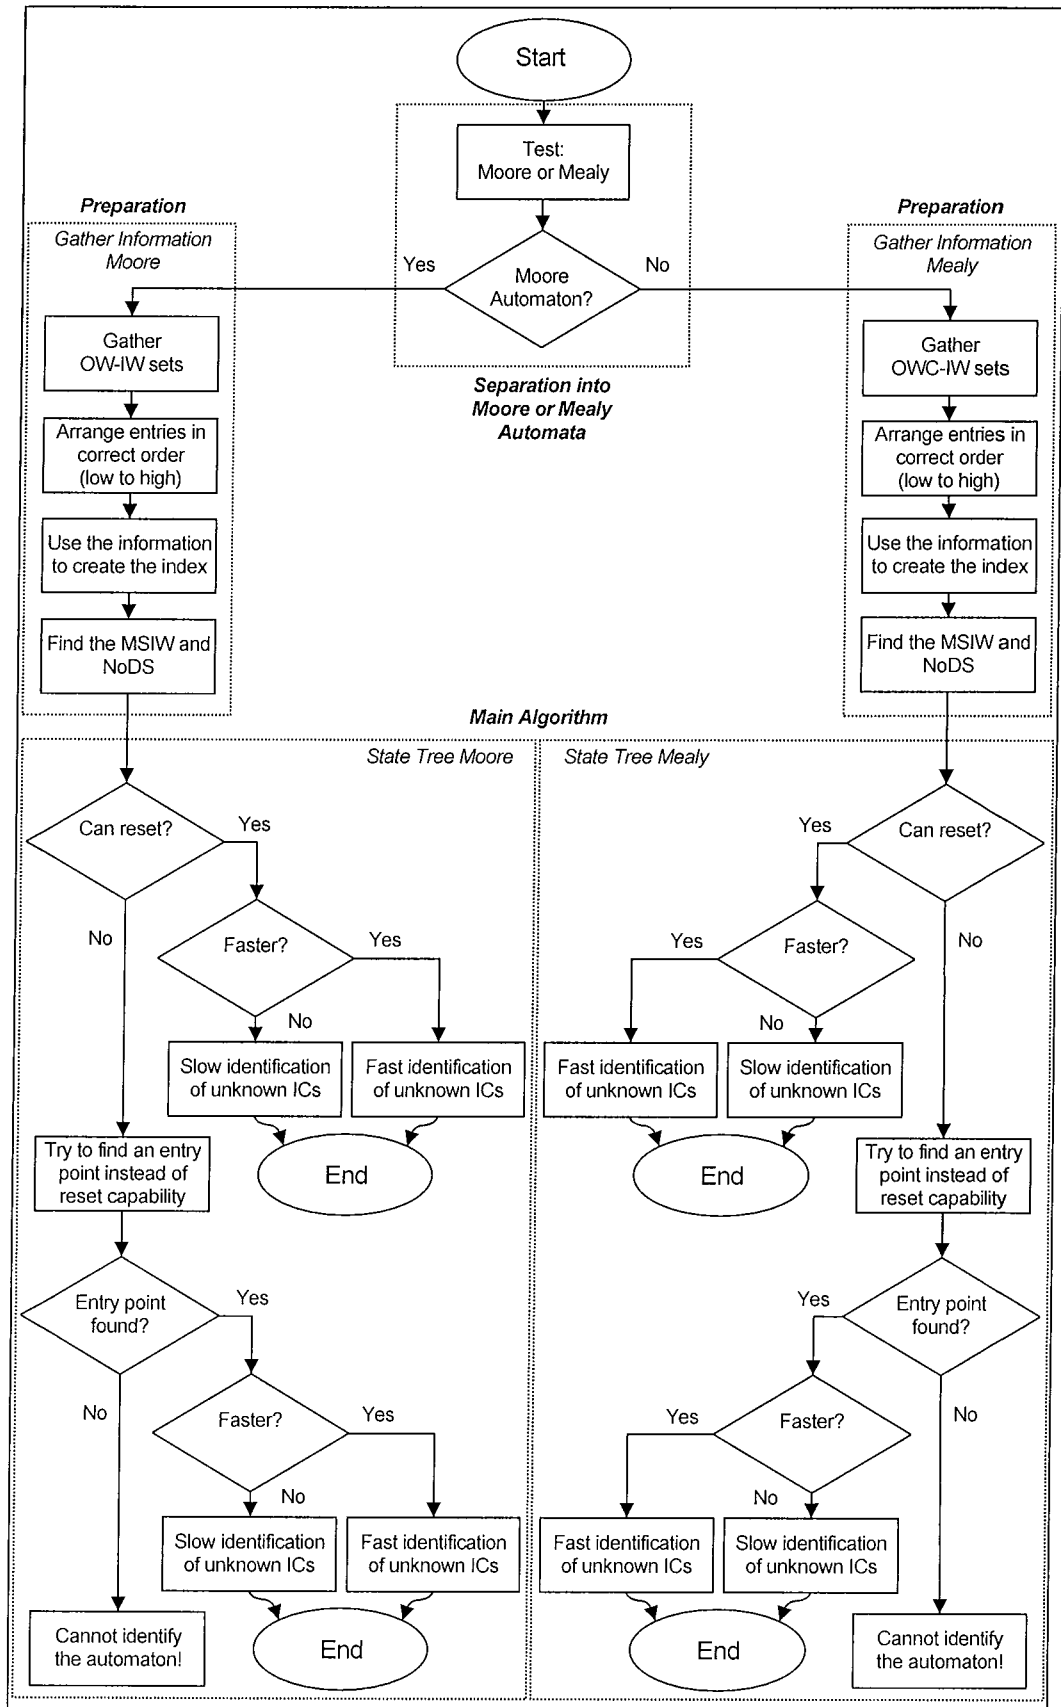 Start
Test:
Moore or Mealy
Moore
Automaton?
Yes
No
Separation into
Moore or Mealy
Automata
Preparation
Gather Information
Moore
Gather
OW-IW sets
Arrange entries in
correct order
(low to high)
Use the information
to create the index
Find the MSIW and
NoDS
Preparation
Gather Information
Mealy
Gather
OWC-IW sets
Arrange entries in
correct order
(low to high)
Use the information
to create the index
Find the MSIW and
NoDS
Main Algorithm
State Tree Moore
Can reset?
Yes
No
Faster?
Yes
No
Slow identification
of unknown ICs
Fast identification
of unknown ICs
End
Try to find an entry
point instead of
reset capability
Entry point
found?
Yes
No
Faster?
Yes
No
Slow identification
of unknown ICs
Fast identification
of unknown ICs
End
Cannot identify
the automaton!
State Tree Mealy
Can reset?
Yes
No
Faster?
Yes
No
Fast identification
of unknown ICs
Slow identification
of unknown ICs
End
Try to find an entry
point instead of
reset capability
Entry point
found?
Yes
No
Faster?
Yes
No
Fast identification
of unknown ICs
Slow identification
of unknown ICs
End
Cannot identify
the automaton!